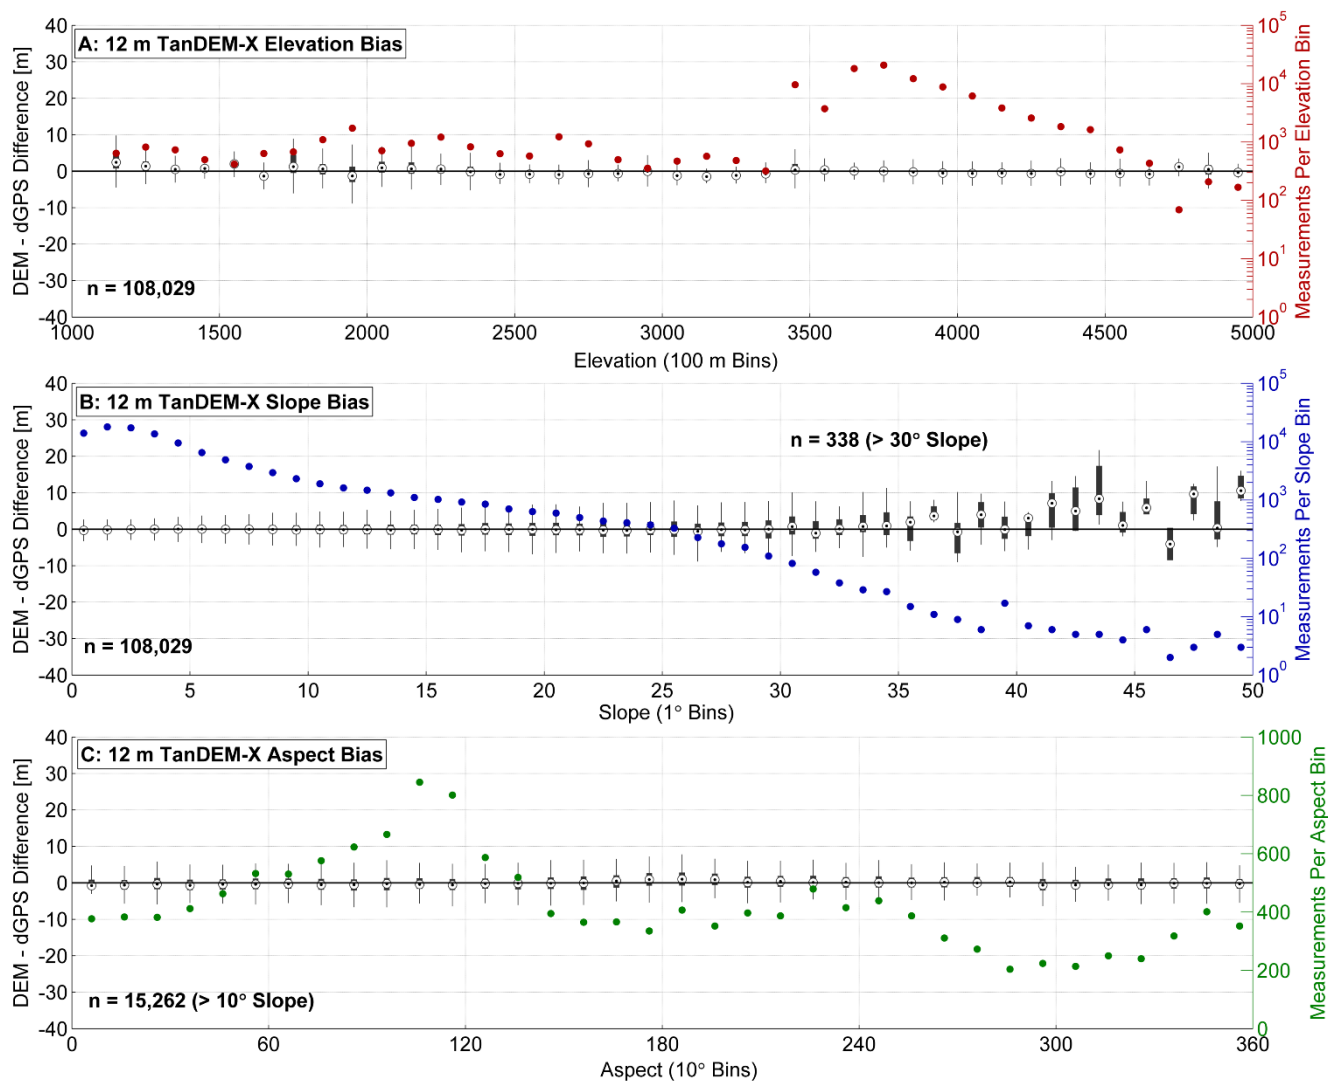 A: 12 m TanDEM-X Elevation Bias
DEM - dGPS Difference [m]
40
30
20
10
0
-10
-20
-30
-40
n = 108,029
1000 1500 2000 2500 3000 3500 4000 4500 5000
Elevation (100 m Bins)
10^5
10^4
10^3
10^2
10^1
10^0
Measurements Per Elevation Bin
B: 12 m TanDEM-X Slope Bias
DEM - dGPS Difference [m]
40
30
20
10
0
-10
-20
-30
-40
n = 338 (> 30° Slope)
n = 108,029
0 5 10 15 20 25 30 35 40 45 50
Slope (1° Bins)
10^5
10^4
10^3
10^2
10^1
10^0
Measurements Per Slope Bin
C: 12 m TanDEM-X Aspect Bias
DEM - dGPS Difference [m]
40
30
20
10
0
-10
-20
-30
-40
n = 15,262 (> 10° Slope)
0 60 120 180 240 300 360
Aspect (10° Bins)
1000
800
600
400
200
0
Measurements Per Aspect Bin